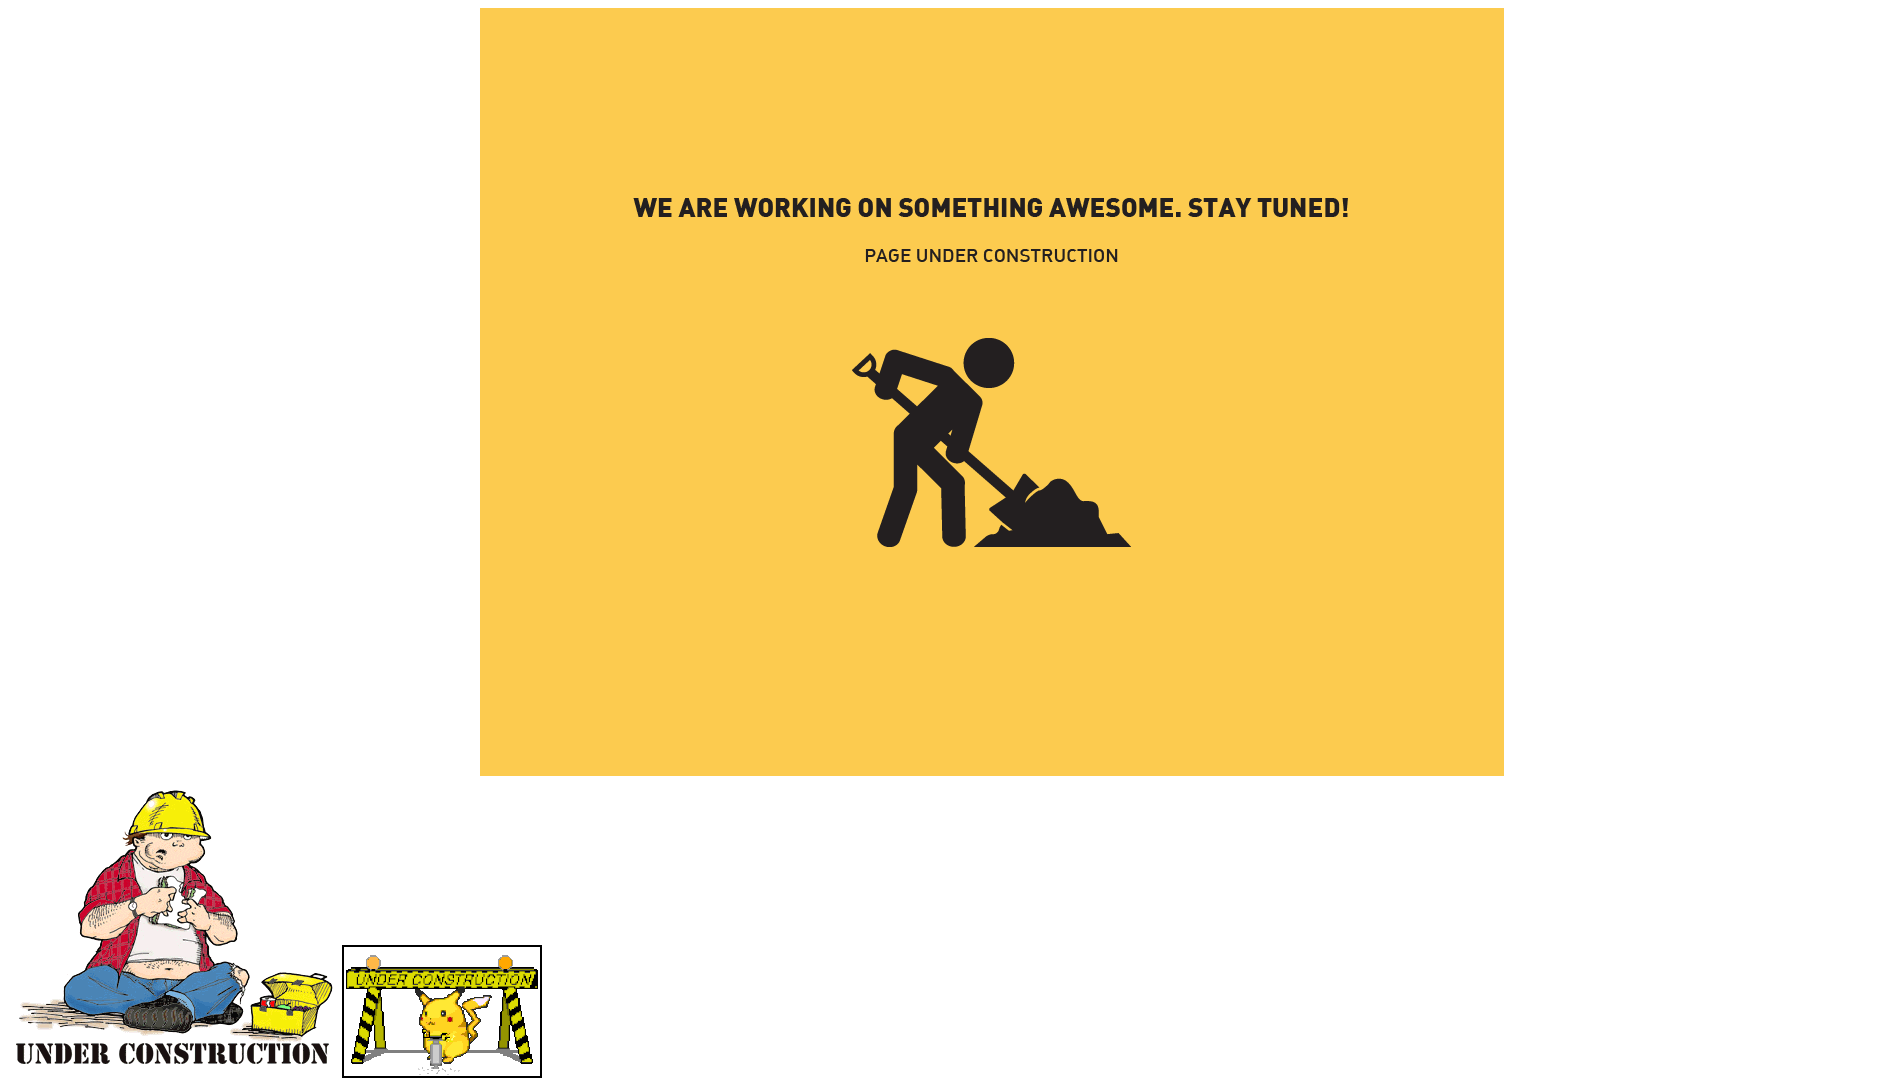 WE ARE WORKING ON SOMETHING AWESOME. STAY TUNED!
PAGE UNDER CONSTRUCTION
UNDER CONSTRUCTION
UNDER CONSTRUCTION